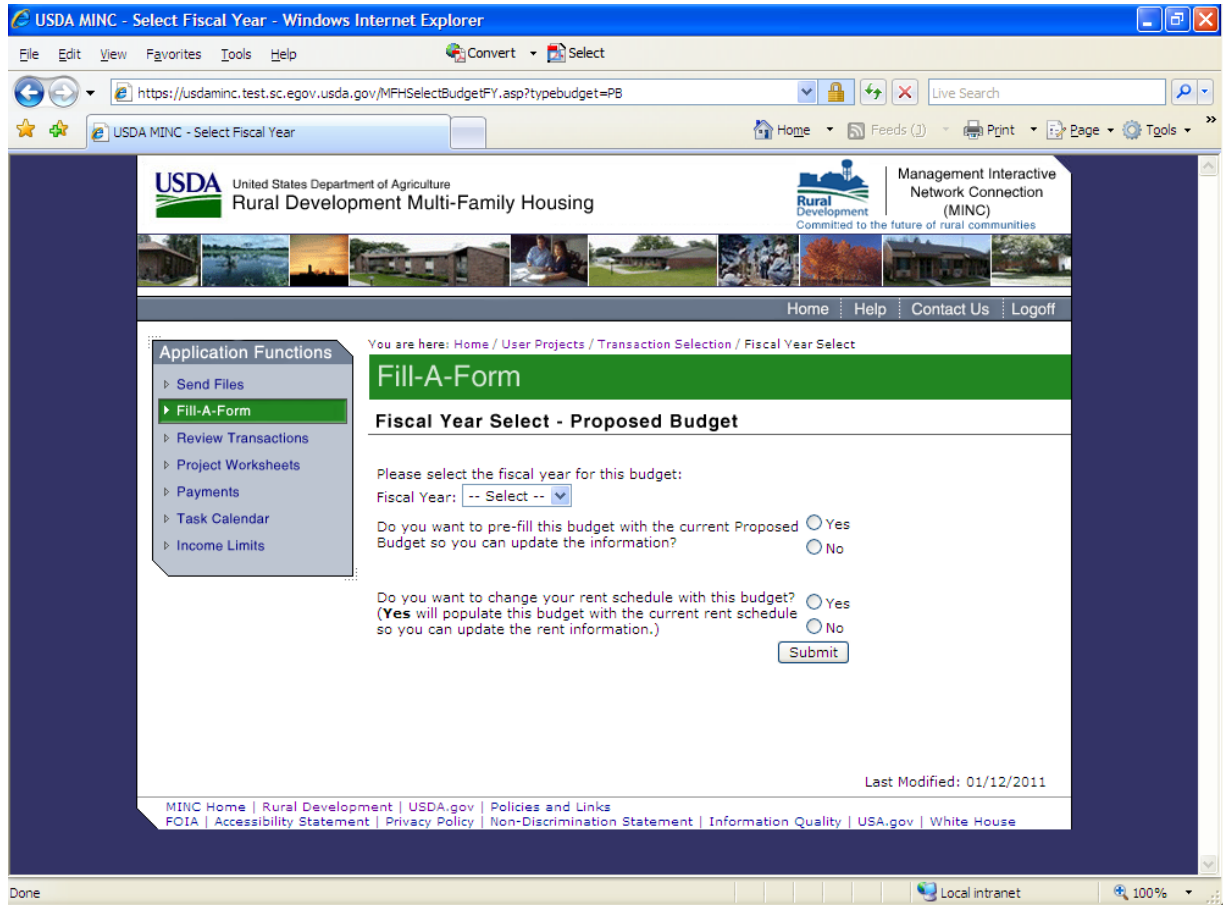 USDA MINC - Select Fiscal Year - Windows Internet Explorer
File Edit View Favorites Tools Help Convert Select
https://usdaminc.test.sc.egov.usda.gov/MFHSelectBudgetFY.asp?typebudget=PB Live Search
USDA MINC - Select Fiscal Year Home Feeds (J) Print Page Tools »
USDA United States Department of Agriculture
Rural Development Multi-Family Housing
Rural
Development
Committed to the future of rural communities
Management Interactive
Network Connection
(MINC)
Home Help Contact Us Logoff
Application Functions
Send Files
Fill-A-Form
Review Transactions
Project Worksheets
Payments
Task Calendar
Income Limits
You are here: Home / User Projects / Transaction Selection / Fiscal Year Select
Fill-A-Form
Fiscal Year Select - Proposed Budget
Please select the fiscal year for this budget:
Fiscal Year: -- Select --
Do you want to pre-fill this budget with the current Proposed
Budget so you can update the information?
Yes
No
Do you want to change your rent schedule with this budget?
(Yes will populate this budget with the current rent schedule
so you can update the rent information.)
Yes
No
Submit
Last Modified: 01/12/2011
MINC Home | Rural Development | USDA.gov | Policies and Links
FOIA | Accessibility Statement | Privacy Policy | Non-Discrimination Statement | Information Quality | USA.gov | White House
Done Local intranet 100%